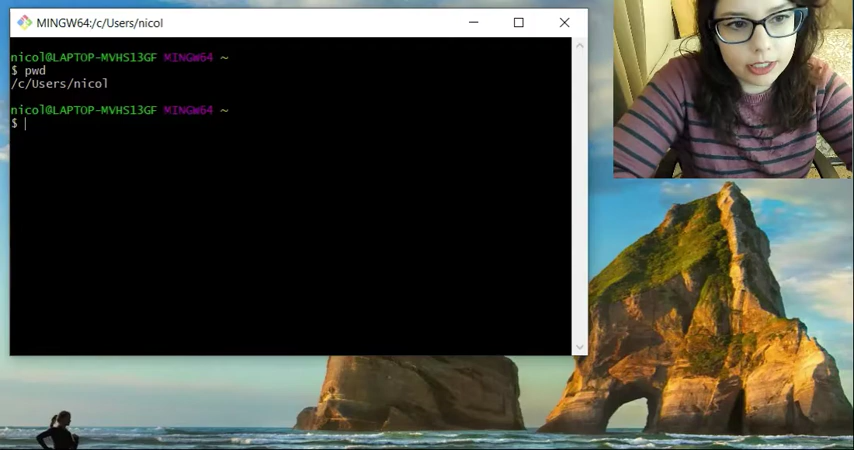 MINGW64:/c/Users/nicol
nicol@LAPTOP-MVHS13GF MINGW64 ~
$ pwd
/c/Users/nicol
nicol@LAPTOP-MVHS13GF MINGW64 ~
$